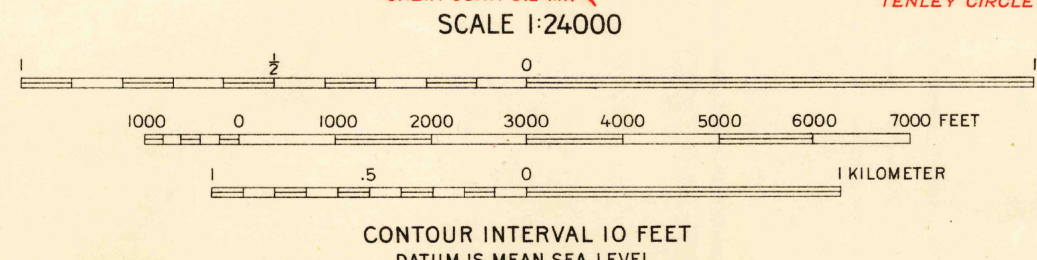 TENLEY CIRCLE
SCALE 1:24000
1 ½ 0 1
1000 0 1000 2000 3000 4000 5000 6000 7000 FEET
1 .5 0 1 KILOMETER
CONTOUR INTERVAL 10 FEET
DATUM IS MEAN SEA LEVEL